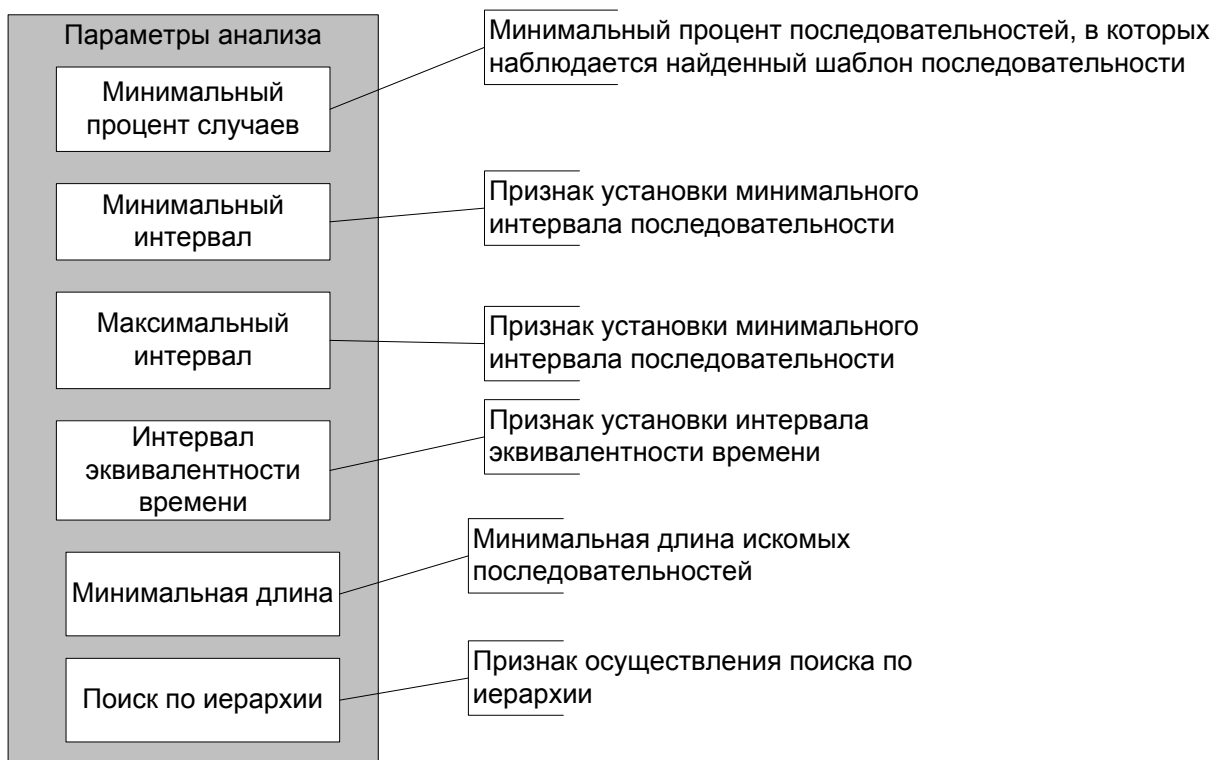 Параметры анализа
Минимальный
процент случаев
Минимальный процент последовательностей, в которых
наблюдается найденный шаблон последовательности
Минимальный
интервал
Признак установки минимального
интервала последовательности
Максимальный
интервал
Признак установки минимального
интервала последовательности
Интервал
эквивалентности
времени
Признак установки интервала
эквивалентности времени
Минимальная длина
Минимальная длина искомых
последовательностей
Поиск по иерархии
Признак осуществления поиска по
иерархии